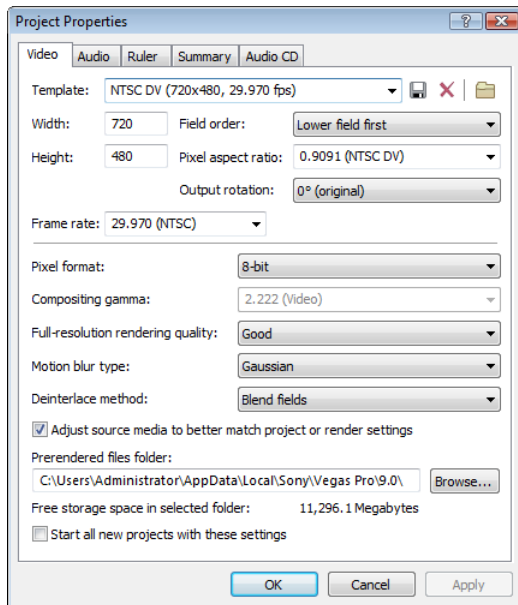 Project Properties
Video Audio Ruler Summary Audio CD
Template: NTSC DV (720x480, 29.970 fps)
Width: 720 Field order: Lower field first
Height: 480 Pixel aspect ratio: 0.9091 (NTSC DV)
Output rotation: 0° (original)
Frame rate: 29.970 (NTSC)
Pixel format: 8-bit
Compositing gamma: 2.222 (Video)
Full-resolution rendering quality: Good
Motion blur type: Gaussian
Deinterlace method: Blend fields
Adjust source media to better match project or render settings
Prerendered files folder:
C:\Users\Administrator\AppData\Local\Sony\Vegas Pro\9.0\ Browse...
Free storage space in selected folder: 11,296.1 Megabytes
Start all new projects with these settings
OK Cancel Apply